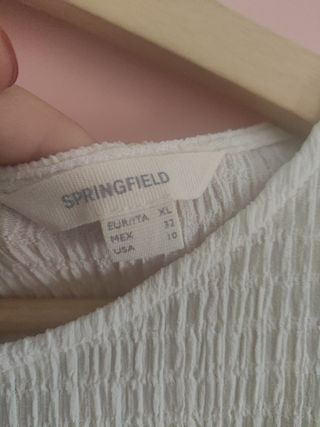 SPRINGFIELD
EUR/ITA XL
MEX 32
USA 10